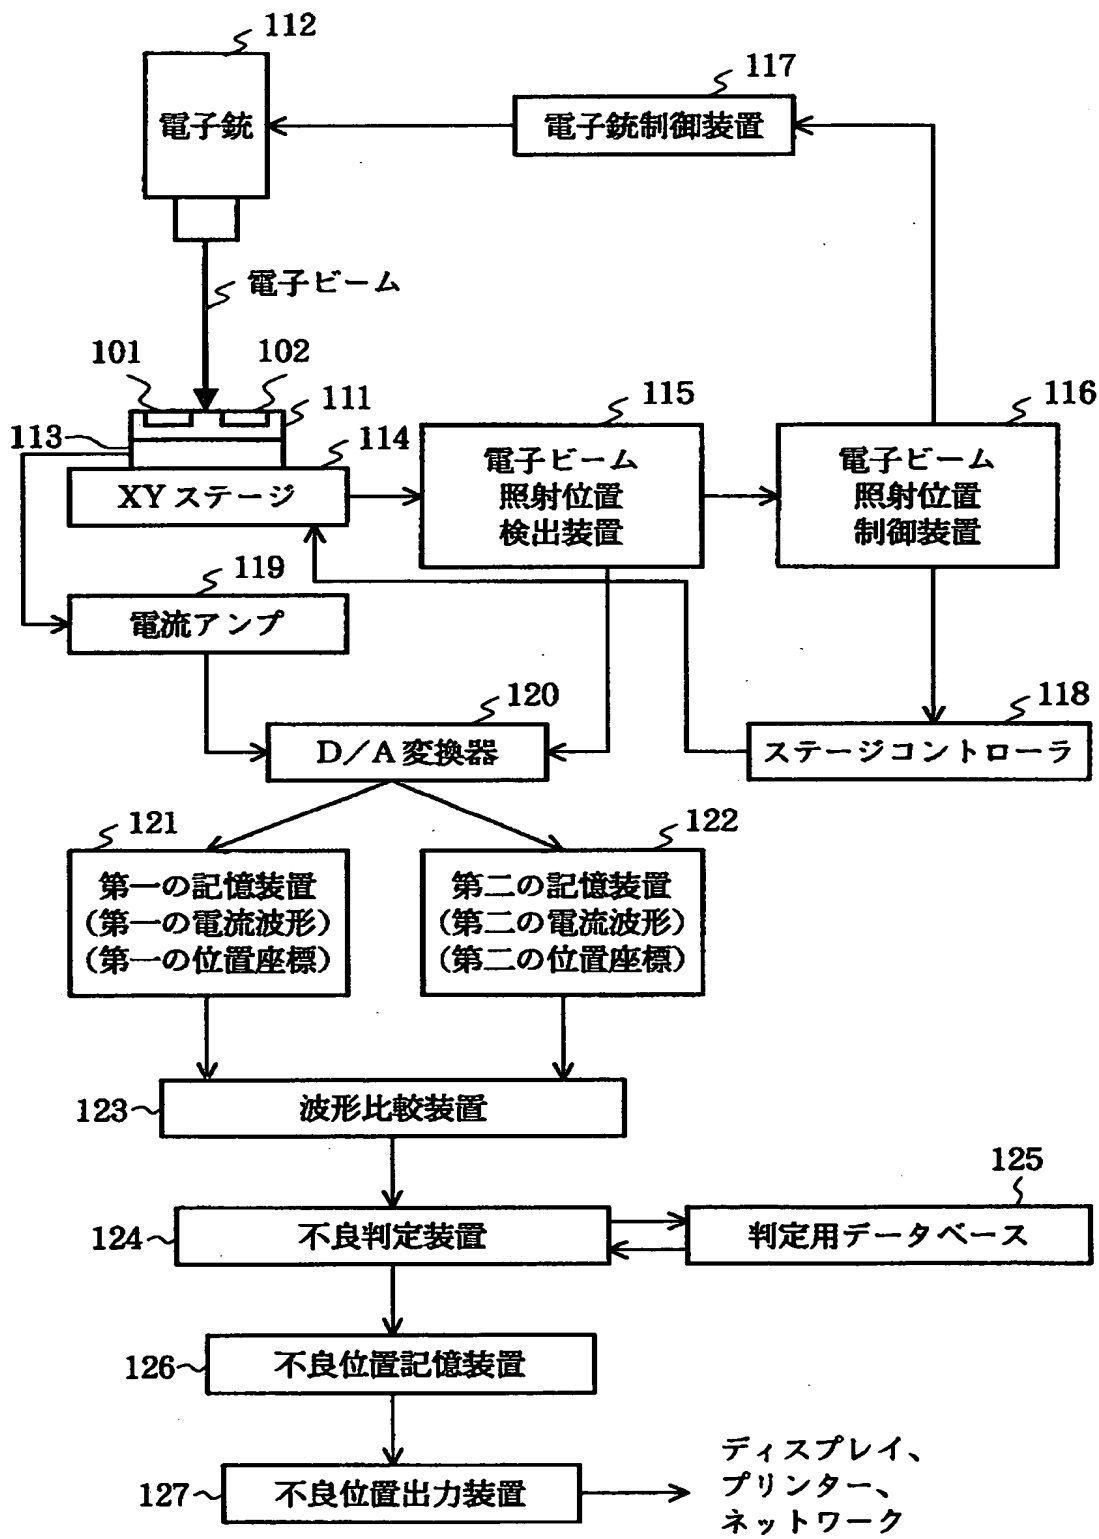 112
電子銃
117
電子銃制御装置
電子ビーム
101
102
111
113
114
XYステージ
115
電子ビーム
照射位置
検出装置
116
電子ビーム
照射位置
制御装置
119
電流アンプ
120
D/A変換器
118
ステージコントローラ
121
第一の記憶装置
(第一の電流波形)
(第一の位置座標)
122
第二の記憶装置
(第二の電流波形)
(第二の位置座標)
123
波形比較装置
124
不良判定装置
125
判定用データベース
126
不良位置記憶装置
127
不良位置出力装置
ディスプレイ、
プリンター、
ネットワーク